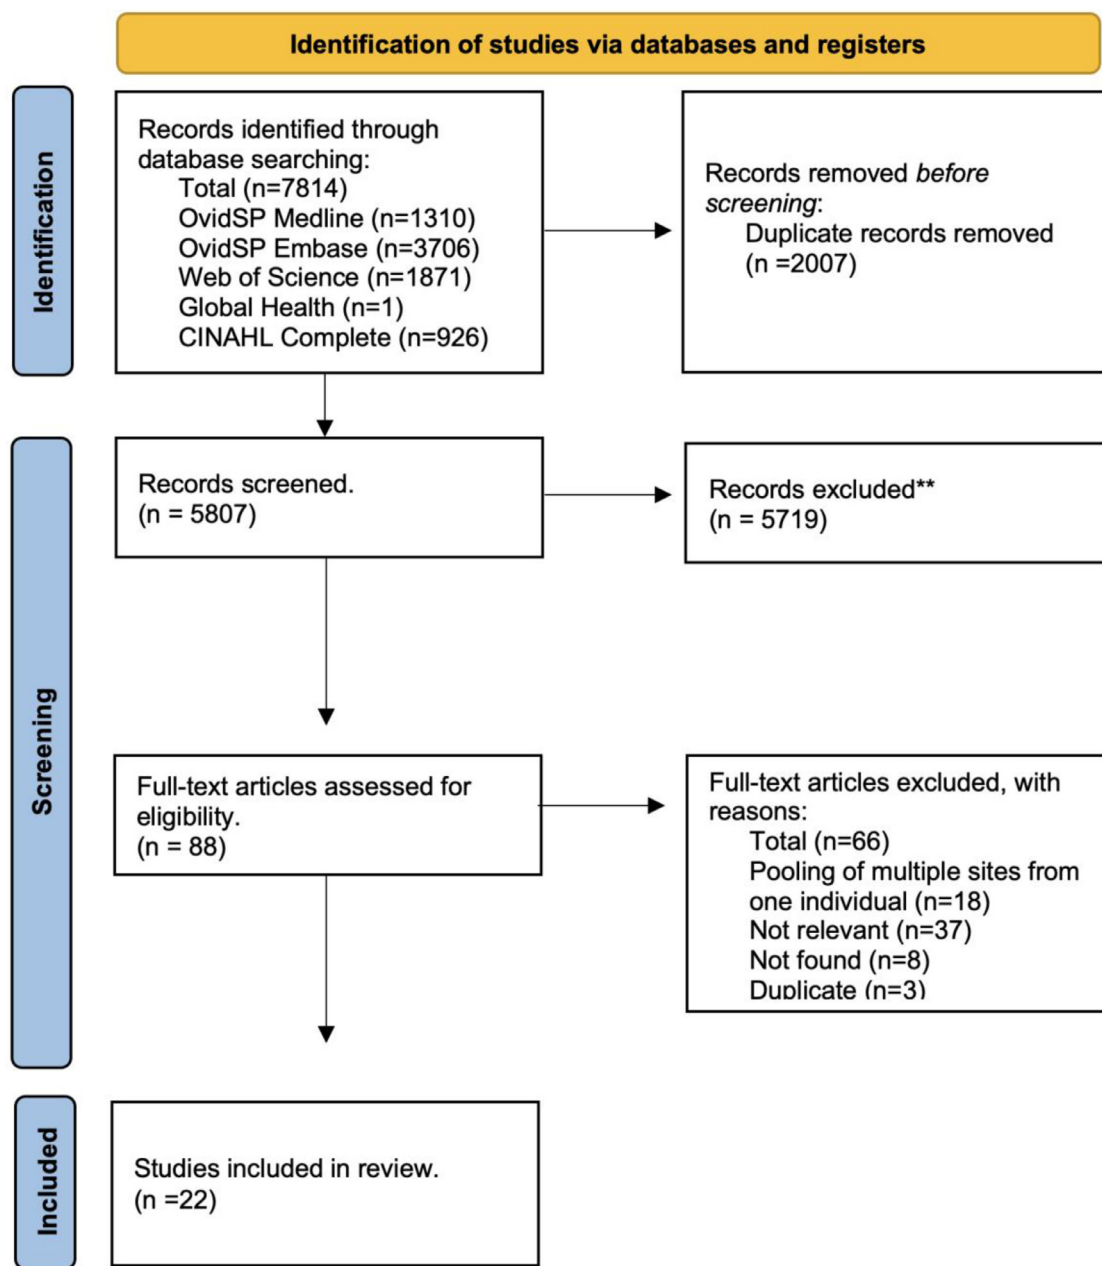 Identification of studies via databases and registers
Identification
Records identified through
database searching:
Total (n=7814)
OvidSP Medline (n=1310)
OvidSP Embase (n=3706)
Web of Science (n=1871)
Global Health (n=1)
CINAHL Complete (n=926)
Records removed before
screening:
Duplicate records removed
(n =2007)
Screening
Records screened.
(n = 5807)
Records excluded**
(n = 5719)
Full-text articles assessed for
eligibility.
(n = 88)
Full-text articles excluded, with
reasons:
Total (n=66)
Pooling of multiple sites from
one individual (n=18)
Not relevant (n=37)
Not found (n=8)
Duplicate (n=3)
Included
Studies included in review.
(n =22)